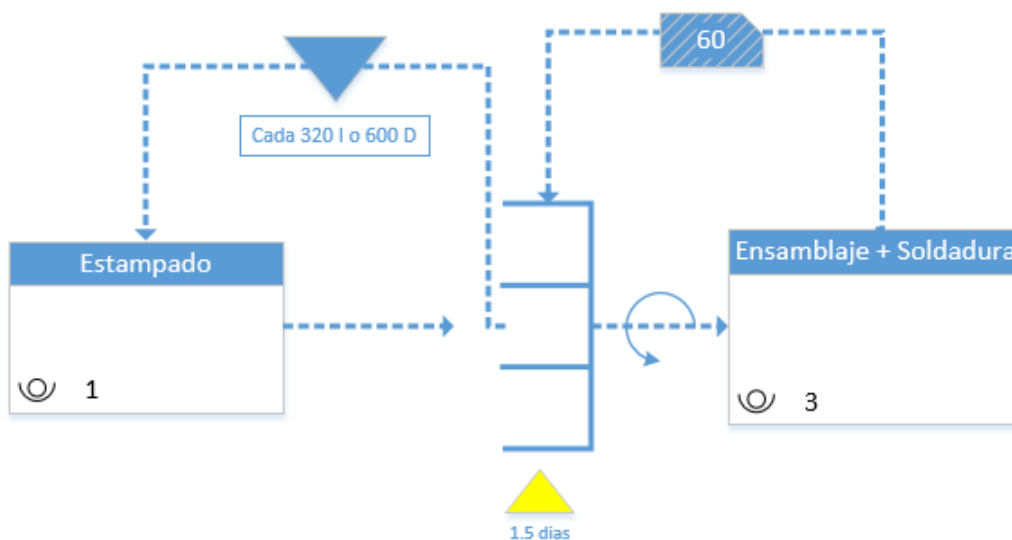 60
Cada 320 I o 600 D
Estampado
Ensamblaje + Soldadura
1
3
1.5 dias